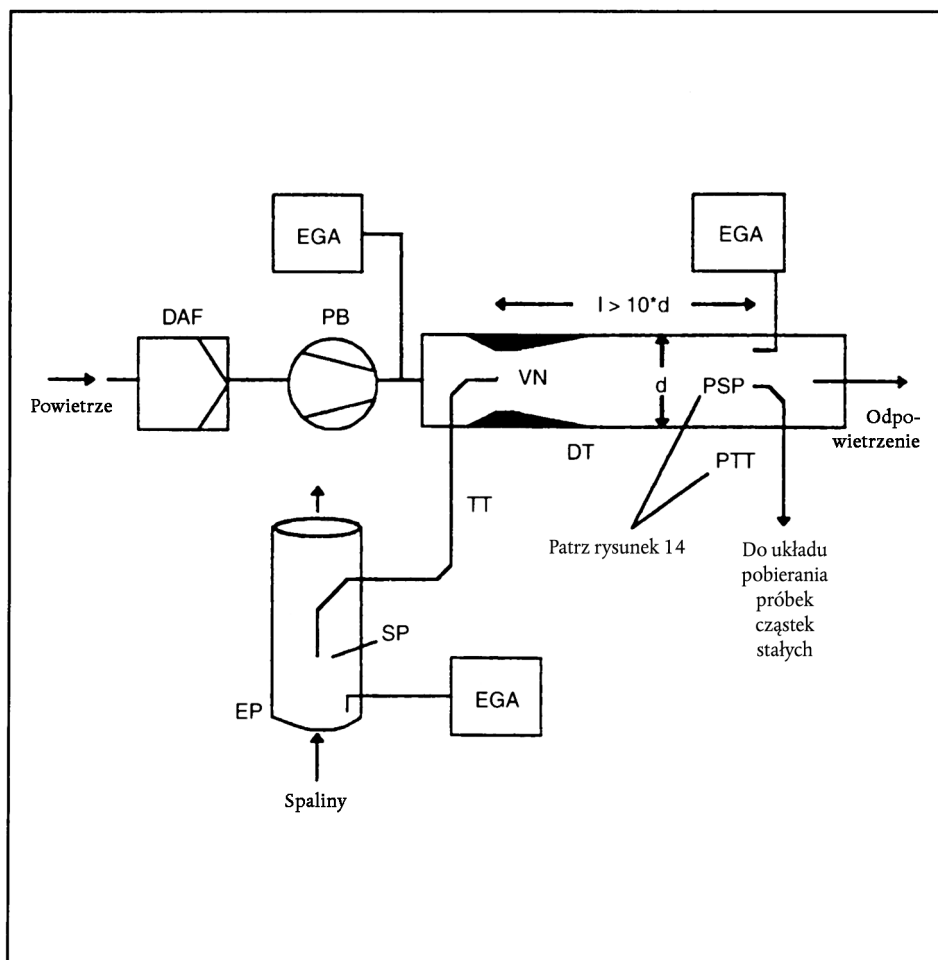 EGA
EGA
l > 10*d
DAF
PB
VN
d
PSP
Powietrze
Odpo-
wietrzenie
DT
PTT
TT
Patrz rysunek 14
Do układu
pobierania
próbek
cząstek
stałych
SP
EGA
EP
Spaliny